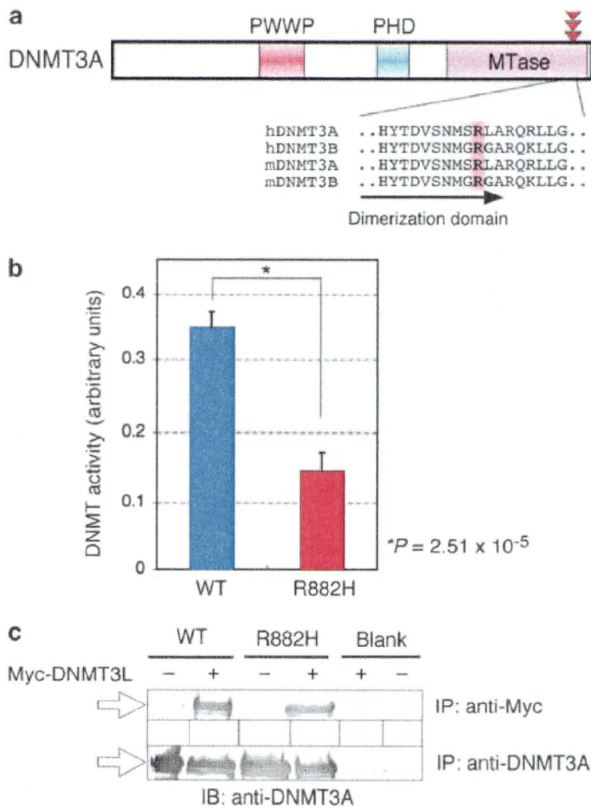 a
PWWP PHD
DNMT3A MTase
hDNMT3A ..HYTDVSNMSRLARQRLLG..
hDNMT3B ..HYTDVSNMGRGARQKLLG..
mDNMT3A ..HYTDVSNMSRLARQRLLG..
mDNMT3B ..HYTDVSNMGRGARQKLLG..
Dimerization domain
b
*
DNMT activity (arbitrary units)
0.4
0.3
0.2
0.1
0
WT R882H
*P = 2.51 x 10-5
c
WT R882H Blank
Myc-DNMT3L – + – + + –
IP: anti-Myc
IP: anti-DNMT3A
IB: anti-DNMT3A